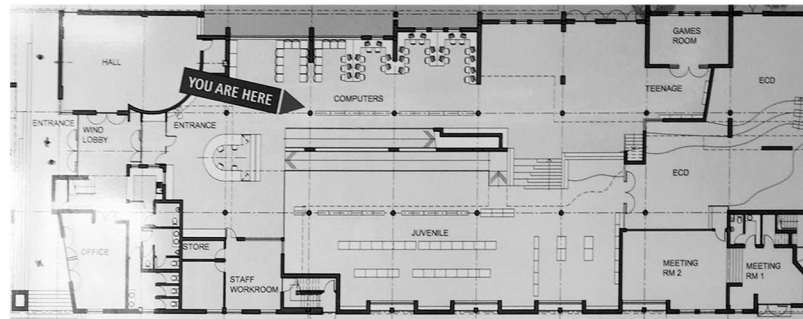 HALL
YOU ARE HERE
COMPUTERS
GAMES
ROOM
TEENAGE
ECD
ENTRANCE
WIND
LOBBY
ENTRANCE
ECD
OFFICE
STORE
STAFF
WORKROOM
JUVENILE
MEETING
RM 2
MEETING
RM 1